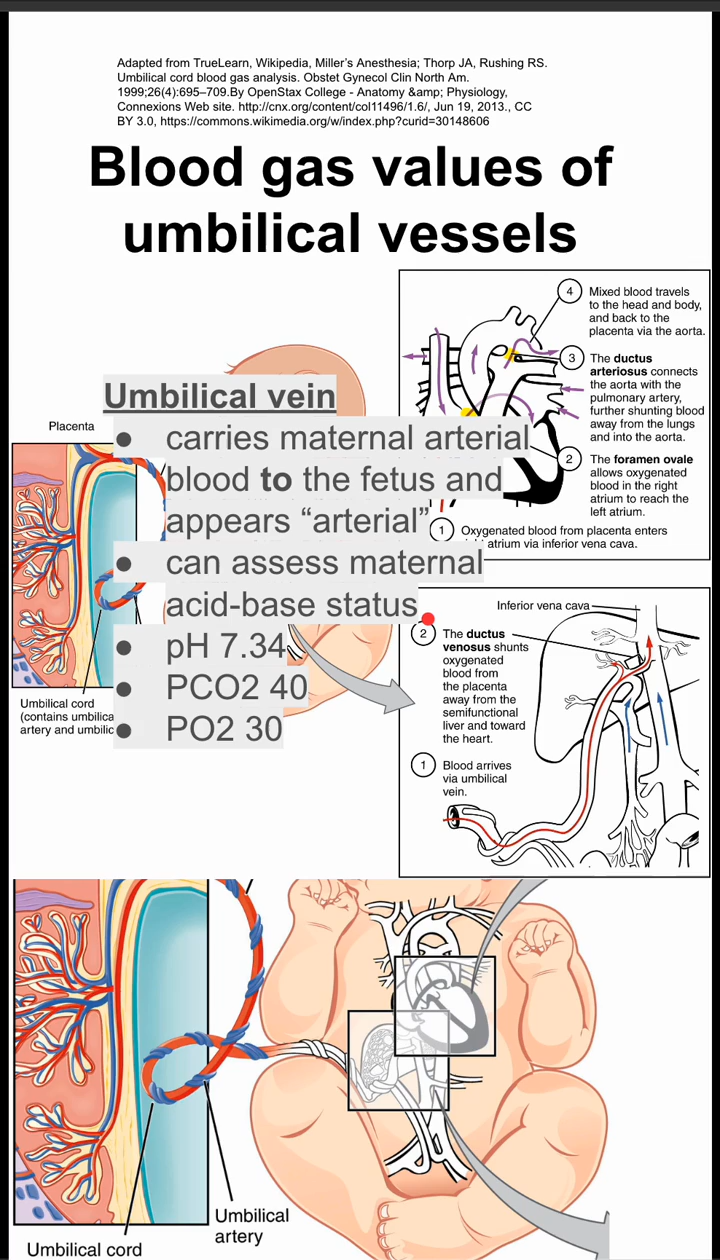 Adapted from TrueLearn, Wikipedia, Miller's Anesthesia; Thorp JA, Rushing RS.
Umbilical cord blood gas analysis. Obstet Gynecol Clin North Am.
1999;26(4):695–709.By OpenStax College - Anatomy &amp; Physiology,
Connexions Web site. http://cnx.org/content/col11496/1.6/, Jun 19, 2013., CC
BY 3.0, https://commons.wikimedia.org/w/index.php?curid=30148606
Blood gas values of
umbilical vessels
Umbilical vein
● carries maternal arterial
blood to the fetus and
appears “arterial”
● can assess maternal
acid-base status
● pH 7.34
● PCO2 40
● PO2 30
Placenta
Umbilical cord
(contains
artery and
4 Mixed blood travels
to the head and body,
and back to the
placenta via the aorta.
3 The ductus
arteriosus connects
the aorta with the
pulmonary artery,
further shunting blood
away from the lungs
and into the aorta.
2 The foramen ovale
allows oxygenated
blood in the right
atrium to reach the
left atrium.
1 Oxygenated blood from placenta enters
atrium via inferior vena cava.
Inferior vena cava
2 The ductus
venosus shunts
oxygenated
blood from
the placenta
away from the
semifunctional
liver and toward
the heart.
1 Blood arrives
via umbilical
vein.
Umbilical
artery
Umbilical cord